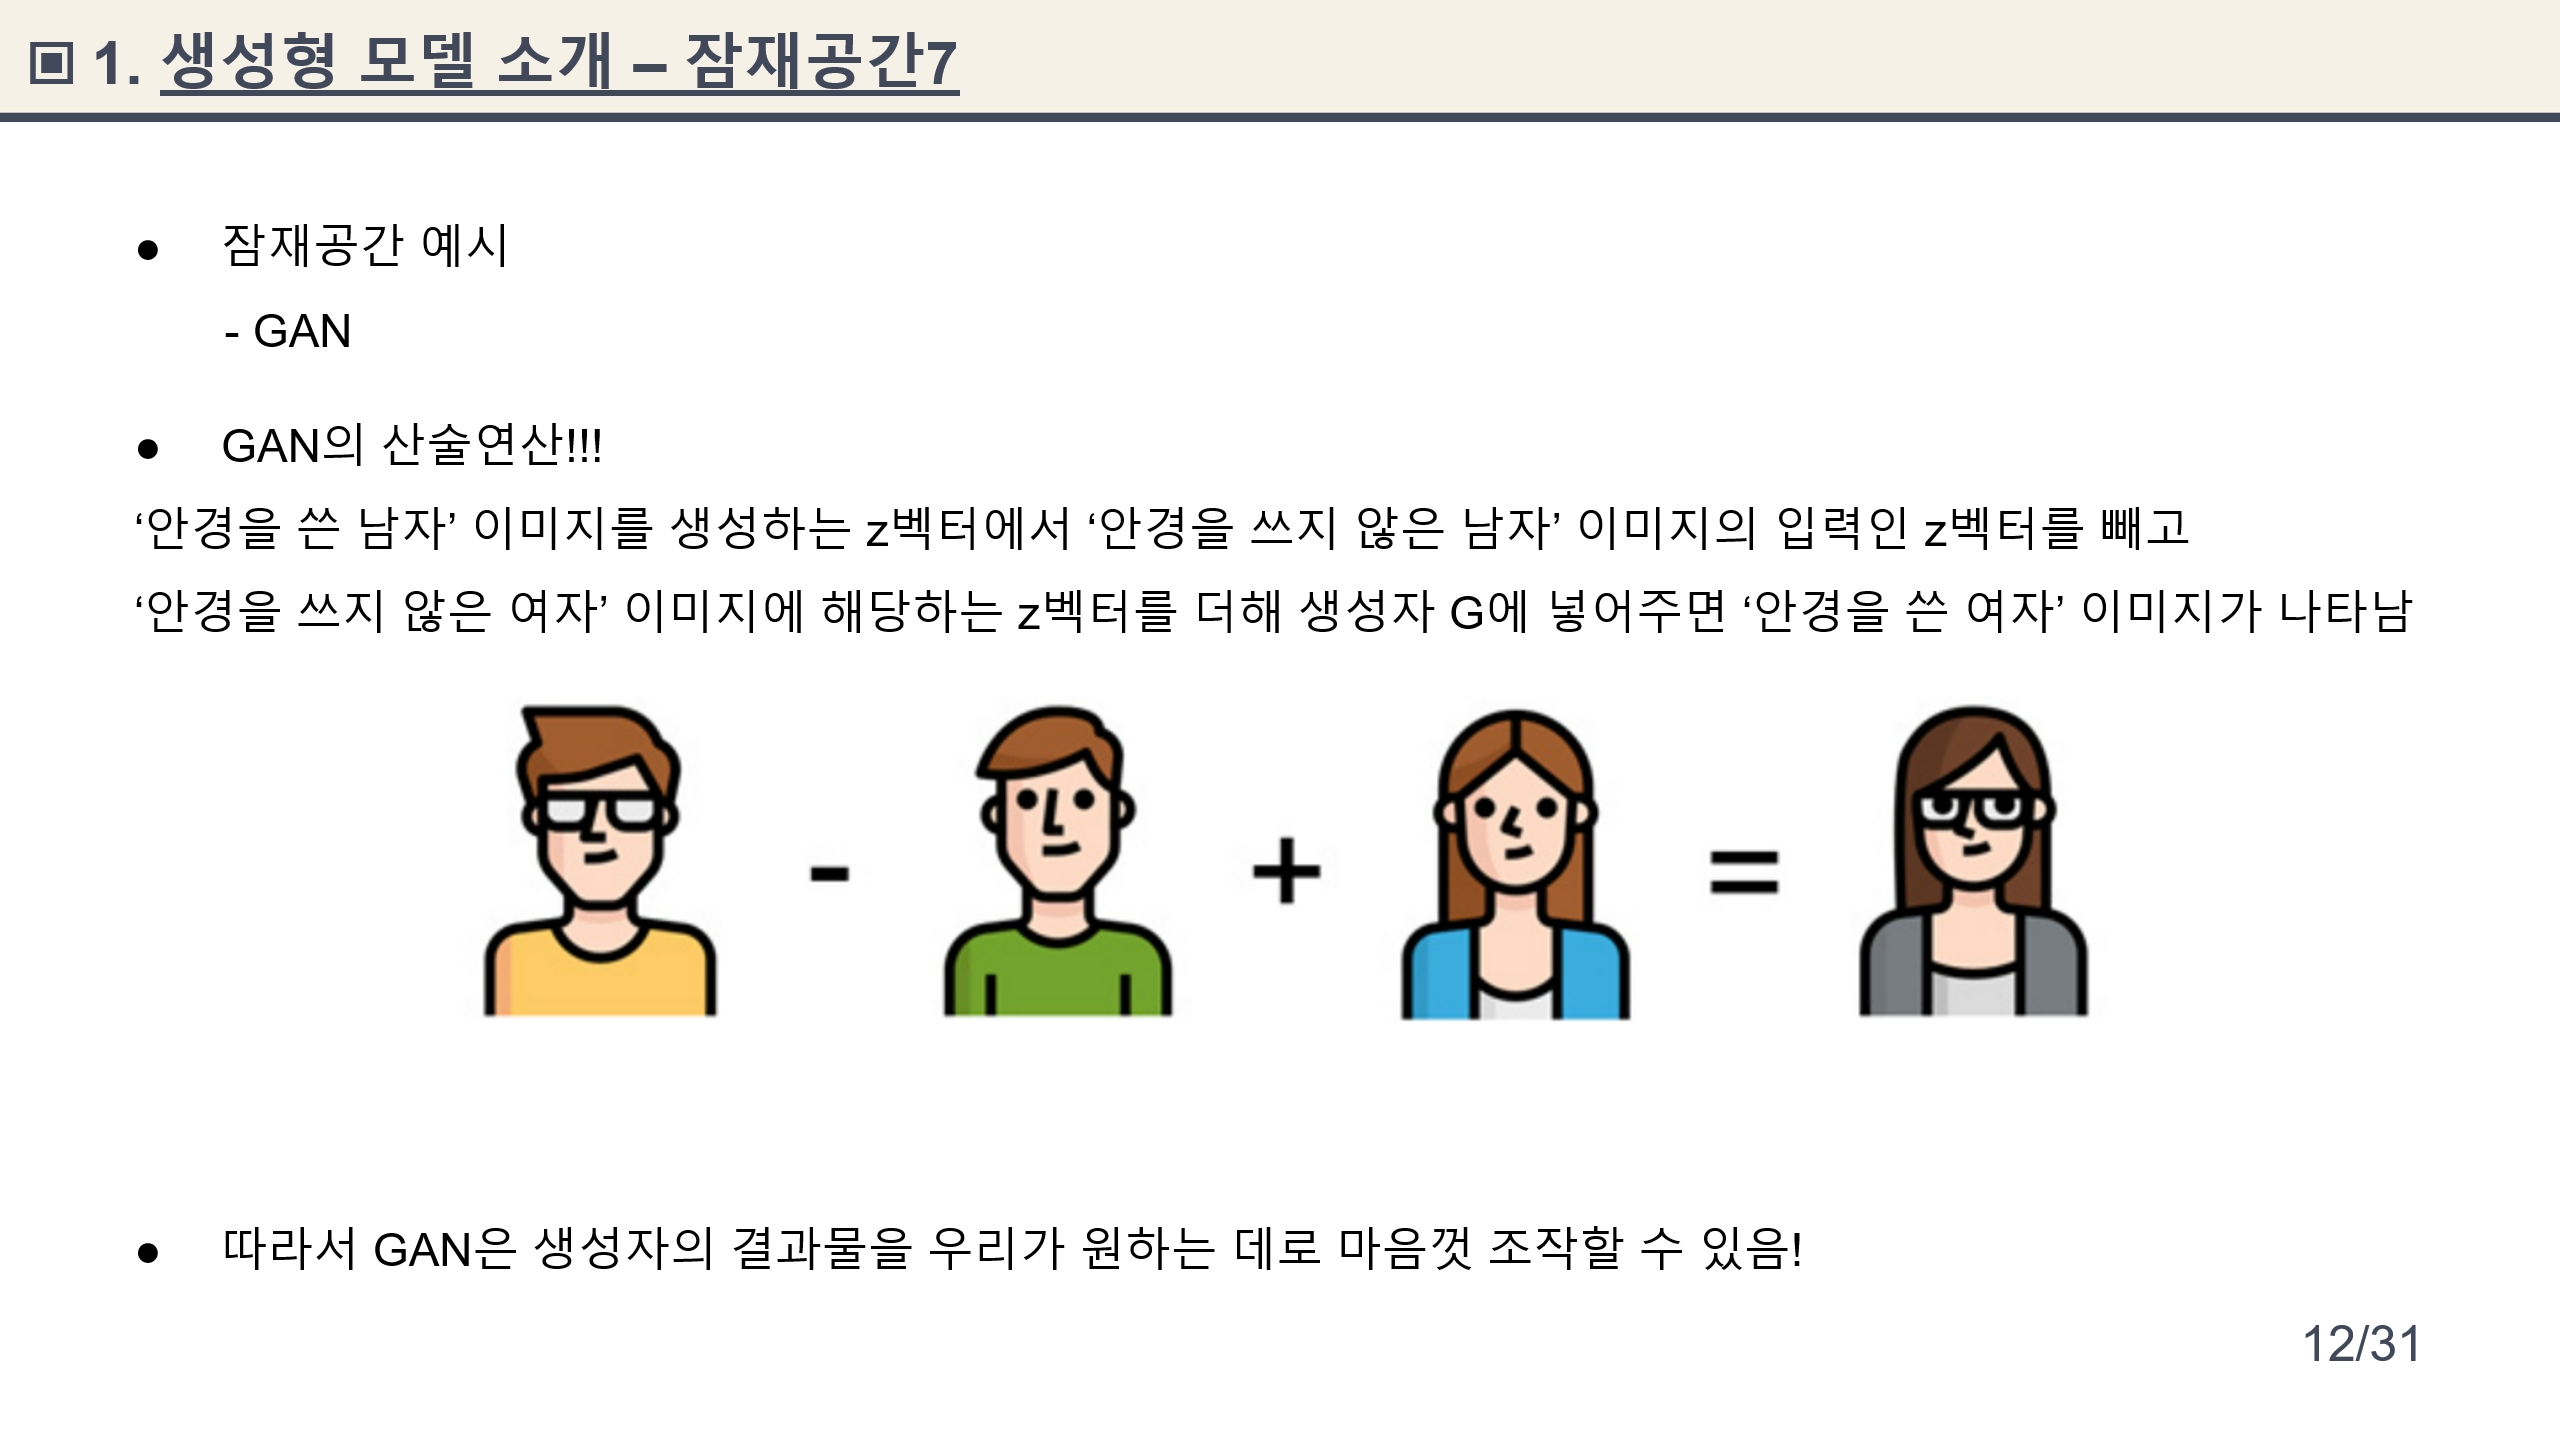 ▣ 1. 생성형 모델 소개 – 잠재공간7
● 잠재공간 예시
- GAN
● GAN의 산술연산!!!
‘안경을 쓴 남자’ 이미지를 생성하는 z벡터에서 ‘안경을 쓰지 않은 남자’ 이미지의 입력인 z벡터를 빼고
‘안경을 쓰지 않은 여자’ 이미지에 해당하는 z벡터를 더해 생성자 G에 넣어주면 ‘안경을 쓴 여자’ 이미지가 나타남
- + =
● 따라서 GAN은 생성자의 결과물을 우리가 원하는 데로 마음껏 조작할 수 있음!
12/31